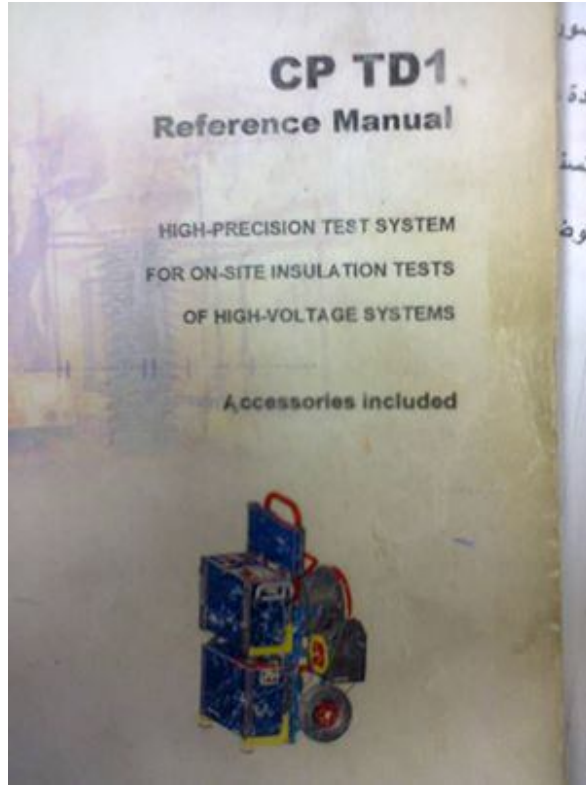 CP TD1
Reference Manual
HIGH-PRECISION TEST SYSTEM
FOR ON-SITE INSULATION TESTS
OF HIGH-VOLTAGE SYSTEMS
Accessories included